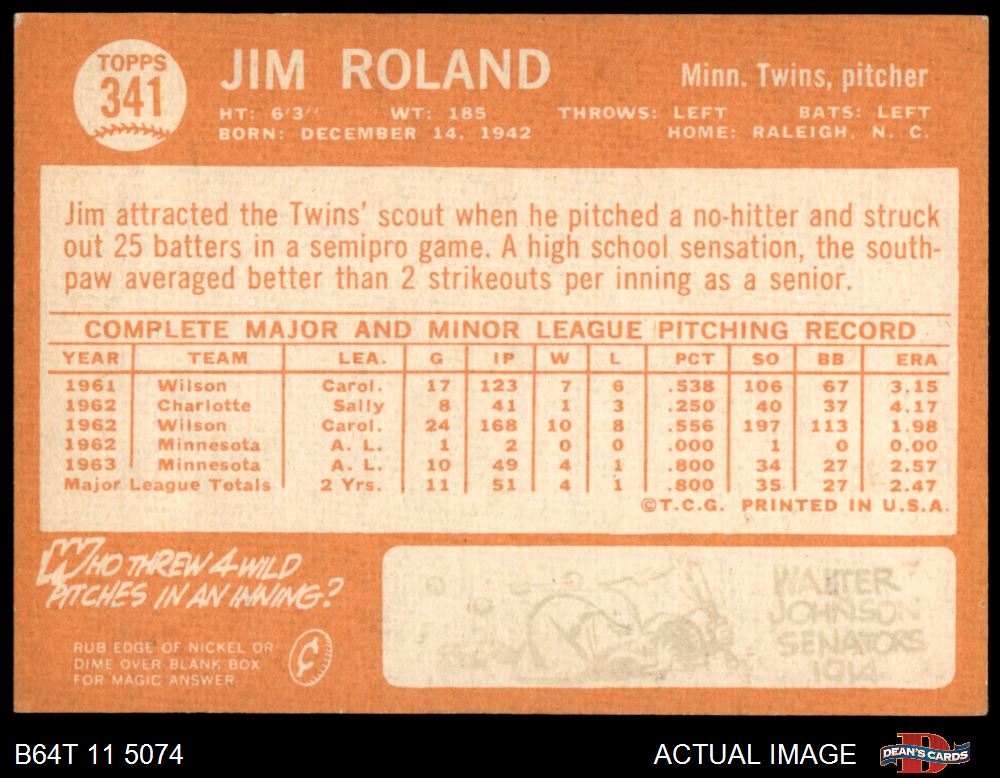 TOPPS
341
JIM ROLAND
Minn. Twins, pitcher
HT: 6'3" WT: 185 THROWS: LEFT BATS: LEFT
BORN: DECEMBER 14, 1942 HOME: RALEIGH, N. C.
Jim attracted the Twins' scout when he pitched a no-hitter and struck
out 25 batters in a semipro game. A high school sensation, the south-
paw averaged better than 2 strikeouts per inning as a senior.
COMPLETE MAJOR AND MINOR LEAGUE PITCHING RECORD
YEAR TEAM LEA. G IP W L PCT SO BB ERA
1961 Wilson Carol. 17 123 7 6 .538 106 67 3.15
1962 Charlotte Sally 8 41 1 3 .250 40 37 4.17
1962 Wilson Carol. 24 168 10 8 .556 197 113 1.98
1962 Minnesota A. L. 1 2 0 0 .000 1 0 0.00
1963 Minnesota A. L. 10 49 4 1 .800 34 27 2.57
Major League Totals 2 Yrs. 11 51 4 1 .800 35 27 2.47
©T.C.G. PRINTED IN U.S.A.
WHO THREW 4 WILD
PITCHES IN AN INNING?
RUB EDGE OF NICKEL OR
DIME OVER BLANK BOX
FOR MAGIC ANSWER
¢
WALTER
JOHNSON
SENATORS
1914
B64T 11 5074
ACTUAL IMAGE
D
DEAN'S CARDS